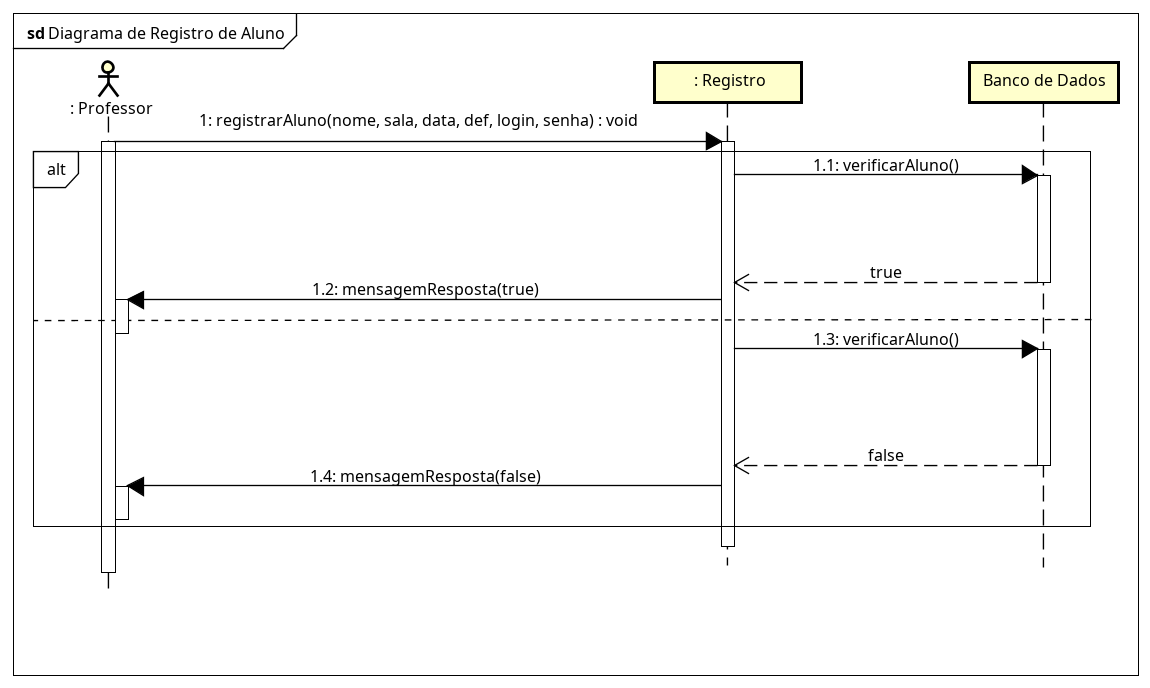 sd Diagrama de Registro de Aluno
: Professor
: Registro
Banco de Dados
1: registrarAluno(nome, sala, data, def, login, senha) : void
alt
1.1: verificarAluno()
true
1.2: mensagemResposta(true)
1.3: verificarAluno()
false
1.4: mensagemResposta(false)